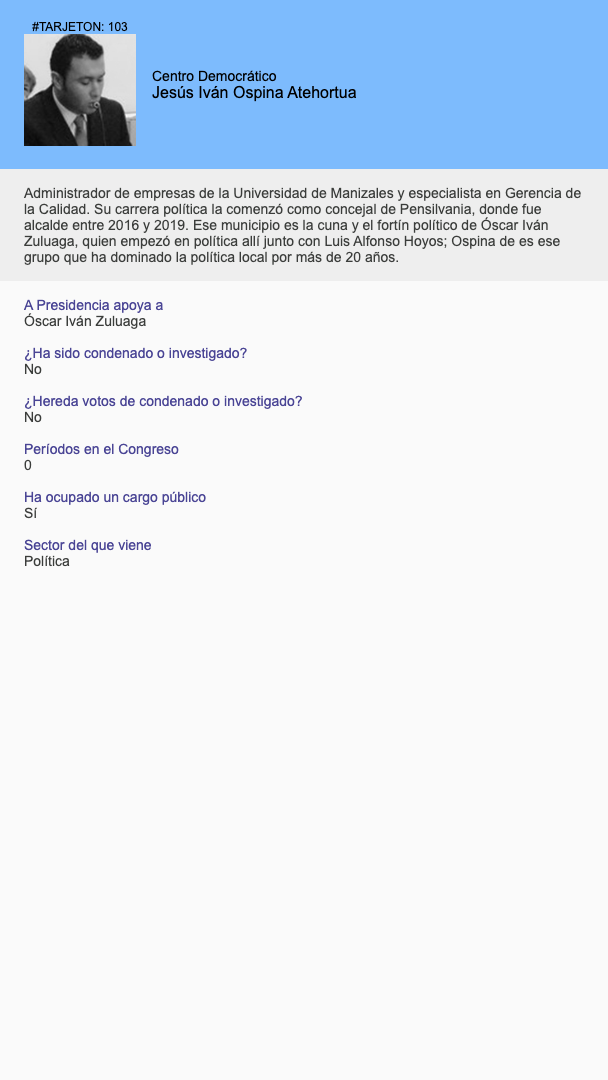 #TARJETON: 103
Centro Democrático
Jesús Iván Ospina Atehortua
Administrador de empresas de la Universidad de Manizales y especialista en Gerencia de
la Calidad. Su carrera política la comenzó como concejal de Pensilvania, donde fue
alcalde entre 2016 y 2019. Ese municipio es la cuna y el fortín político de Óscar Iván
Zuluaga, quien empezó en política allí junto con Luis Alfonso Hoyos; Ospina de es ese
grupo que ha dominado la política local por más de 20 años.
A Presidencia apoya a
Óscar Iván Zuluaga
¿Ha sido condenado o investigado?
No
¿Hereda votos de condenado o investigado?
No
Períodos en el Congreso
0
Ha ocupado un cargo público
Sí
Sector del que viene
Política